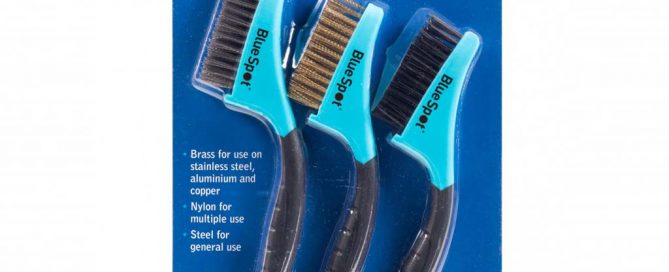 BlueSpot
BlueSpot
BlueSpot
• Brass for use on
stainless steel,
aluminium and
copper
• Nylon for
multiple use
• Steel for
general use